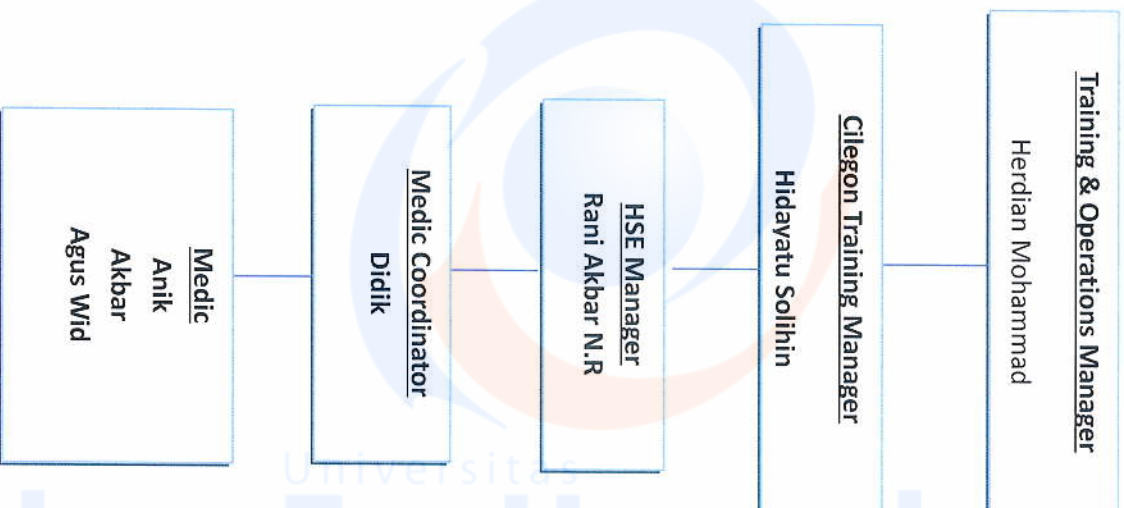 Training & Operations Manager
Herdian Mohammad
Cilegon Training Manager
Hidayatu Solihin
HSE Manager
Rani Akbar N.R
Medic Coordinator
Didik
Medic
Anik
Akbar
Agus Wid
Universitas